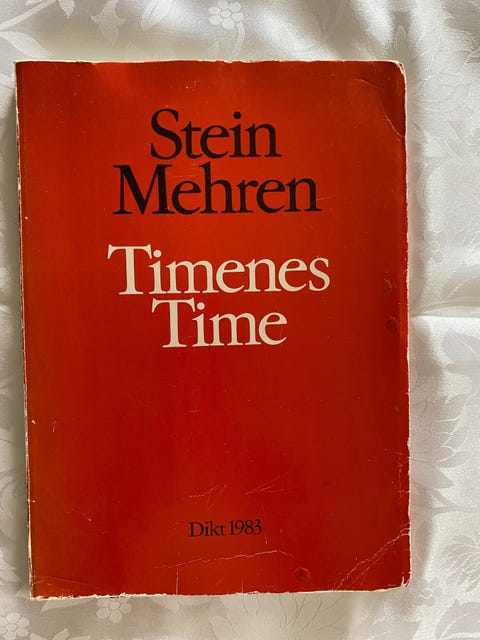 Stein
Mehren
Timenes
Time
Dikt 1983